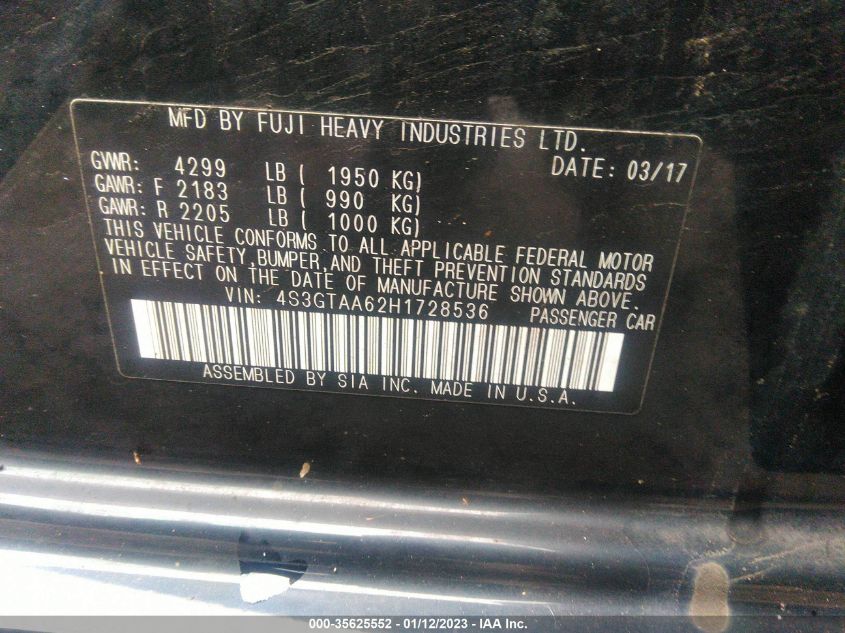 MFD BY FUJI HEAVY INDUSTRIES LTD.
GVWR: 4299 LB ( 1950 KG) DATE: 03/17
GAWR: F 2183 LB ( 990 KG)
GAWR: R 2205 LB ( 1000 KG)
THIS VEHICLE CONFORMS TO ALL APPLICABLE FEDERAL MOTOR
VEHICLE SAFETY, BUMPER, AND THEFT PREVENTION STANDARDS
IN EFFECT ON THE DATE OF MANUFACTURE SHOWN ABOVE.
VIN: 4S3GTAA62H1728536 PASSENGER CAR
ASSEMBLED BY SIA INC. MADE IN U.S.A.
000-35625552 - 01/12/2023 - IAA Inc.